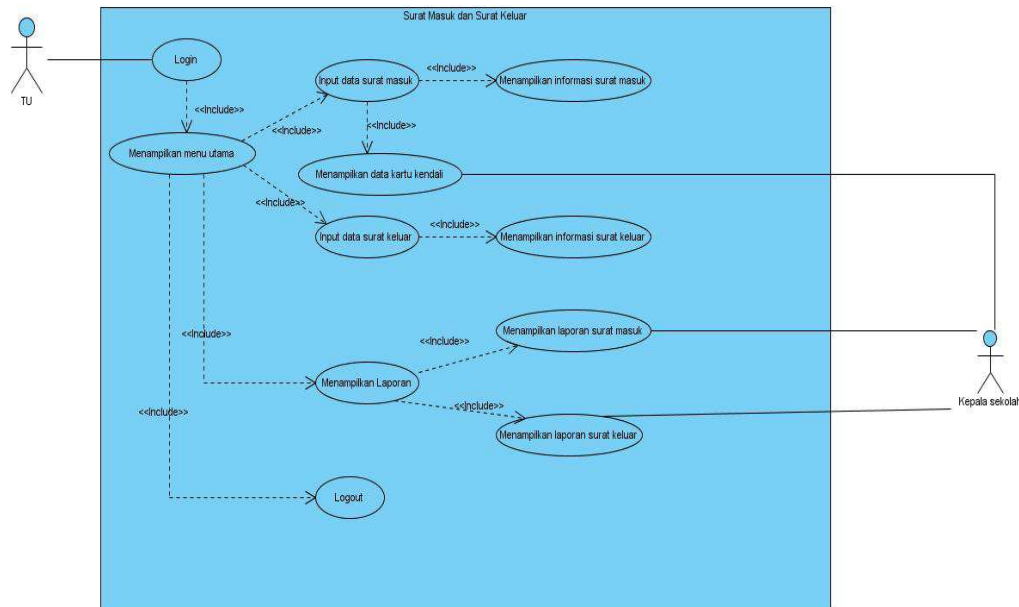 Surat Masuk dan Surat Keluar
TU
Login
<<Include>>
Menampilkan menu utama
<<Include>>
Input data surat masuk
<<Include>>
Menampilkan informasi surat masuk
<<Include>>
Menampilkan data kartu kendali
<<Include>>
Input data surat keluar
<<Include>>
Menampilkan informasi surat keluar
<<Include>>
Menampilkan Laporan
<<Include>>
Menampilkan laporan surat masuk
<<Include>>
Menampilkan laporan surat keluar
Kepala sekolah
<<Include>>
Logout